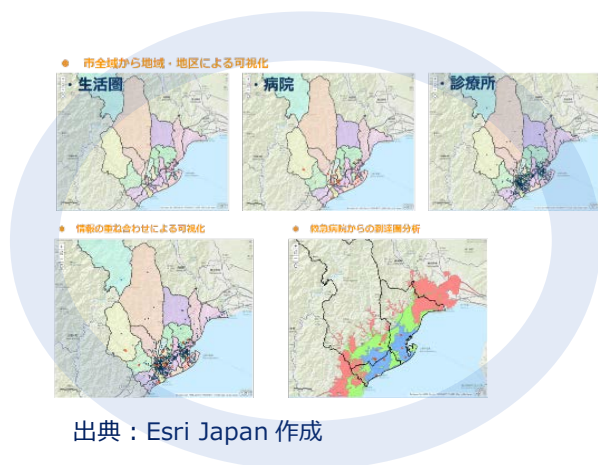 ● 市全域から地域・地区による可視化
・生活圏
・病院
・診療所
● 情報の重ね合わせによる可視化
● 救急病院からの到達圏分析
出典：Esri Japan 作成